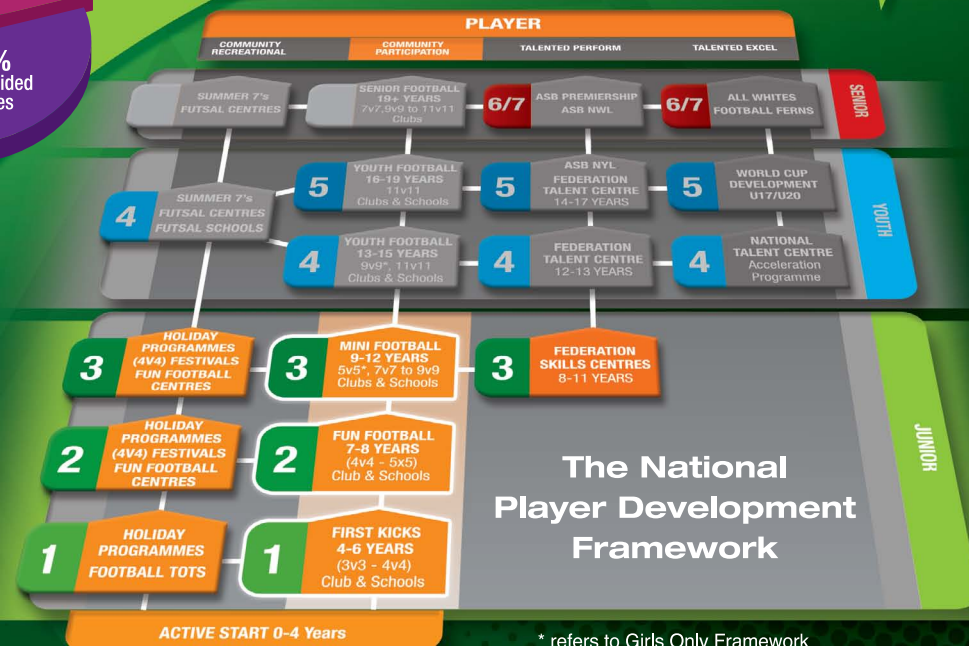 %
ided
es
PLAYER
COMMUNITY
RECREATIONAL
COMMUNITY
PARTICIPATION
TALENTED PERFORM
TALENTED EXCEL
SUMMER 7's
FUTSAL CENTRES
SENIOR FOOTBALL
19+ YEARS
7v7,9v9 to 11v11
Clubs
6/7
ASB PREMIERSHIP
ASB NWL
6/7
ALL WHITES
FOOTBALL FERNS
SENIOR
4
SUMMER 7's
FUTSAL CENTRES
FUTSAL SCHOOLS
5
YOUTH FOOTBALL
16-19 YEARS
11v11
Clubs & Schools
5
ASB NYL
FEDERATION
TALENT CENTRE
14-17 YEARS
5
WORLD CUP
DEVELOPMENT
U17/U20
YOUTH
4
YOUTH FOOTBALL
13-15 YEARS
9v9*, 11v11
Clubs & Schools
4
FEDERATION
TALENT CENTRE
12-13 YEARS
4
NATIONAL
TALENT CENTRE
Acceleration
Programme
3
HOLIDAY
PROGRAMMES
(4V4) FESTIVALS
FUN FOOTBALL
CENTRES
3
MINI FOOTBALL
9-12 YEARS
5v5*, 7v7 to 9v9
Clubs & Schools
3
FEDERATION
SKILLS CENTRES
8-11 YEARS
JUNIOR
2
HOLIDAY
PROGRAMMES
(4V4) FESTIVALS
FUN FOOTBALL
CENTRES
2
FUN FOOTBALL
7-8 YEARS
(4v4 - 5x5)
Club & Schools
The National
Player Development
Framework
1
HOLIDAY
PROGRAMMES
FOOTBALL TOTS
1
FIRST KICKS
4-6 YEARS
(3v3 - 4v4)
Club & Schools
ACTIVE START 0-4 Years
* refers to Girls Only Framework